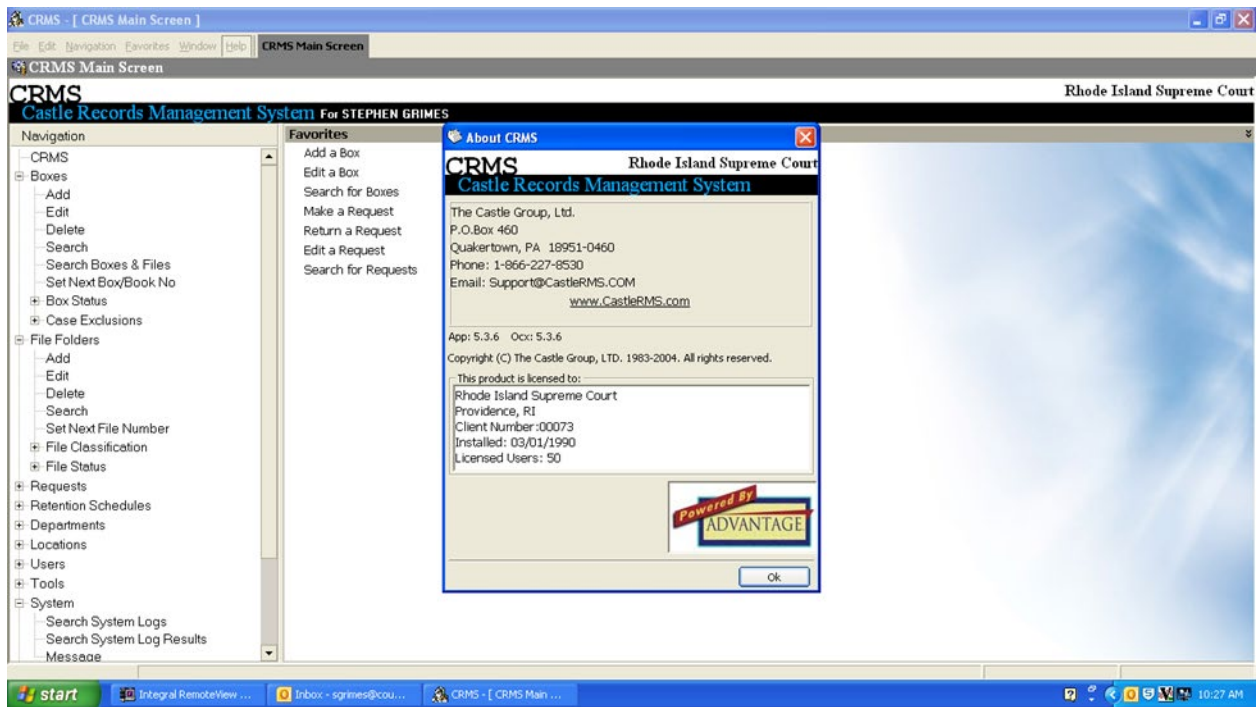 CRMS - [ CRMS Main Screen ]
File Edit Navigation Favorites Window Help CRMS Main Screen
CRMS Main Screen
CRMS
Rhode Island Supreme Court
Castle Records Management System For STEPHEN GRIMES
Navigation
CRMS
Boxes
Add
Edit
Delete
Search
Search Boxes & Files
Set Next Box/Book No
Box Status
Case Exclusions
File Folders
Add
Edit
Delete
Search
Set Next File Number
File Classification
File Status
Requests
Retention Schedules
Departments
Locations
Users
Tools
System
Search System Logs
Search System Log Results
Message
Favorites
Add a Box
Edit a Box
Search for Boxes
Make a Request
Return a Request
Edit a Request
Search for Requests
About CRMS
CRMS
Rhode Island Supreme Court
Castle Records Management System
The Castle Group, Ltd.
P.O.Box 460
Quakertown, PA 18951-0460
Phone: 1-866-227-8530
Email: Support@CastleRMS.COM
www.CastleRMS.com
App: 5.3.6 Ocx: 5.3.6
Copyright (C) The Castle Group, LTD. 1983-2004. All rights reserved.
This product is licensed to:
Rhode Island Supreme Court
Providence, RI
Client Number:00073
Installed: 03/01/1990
Licensed Users: 50
Powered By
ADVANTAGE
Ok
start
Integral RemoteView ...
Inbox - sgrimes@cou...
CRMS - [ CRMS Main ...
10:27 AM